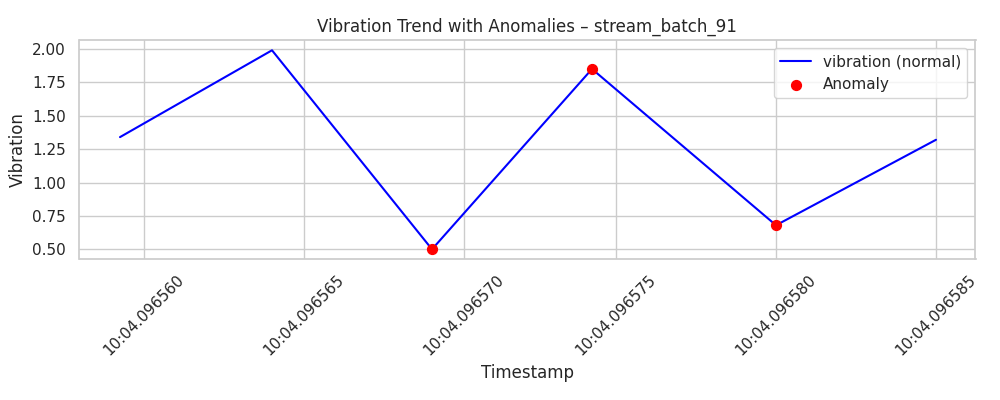 Vibration Trend with Anomalies – stream_batch_91
2.00
1.75
1.50
1.25
1.00
0.75
0.50
Vibration
vibration (normal)
Anomaly
10:04.096560
10:04.096565
10:04.096570
10:04.096575
10:04.096580
10:04.096585
Timestamp